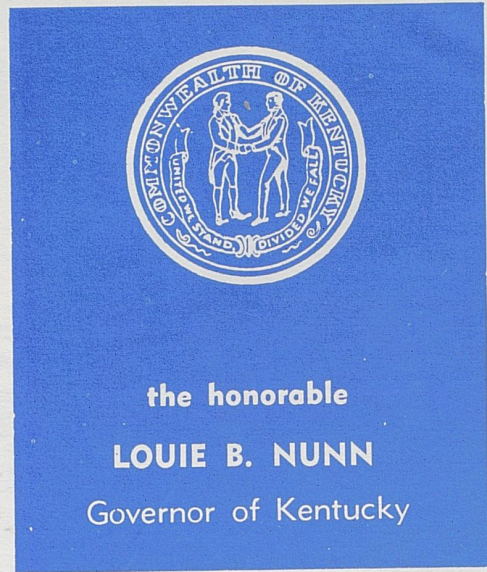 COMMONWEALTH OF KENTUCKY
UNITED WE STAND, DIVIDED WE FALL
the honorable
LOUIE B. NUNN
Governor of Kentucky